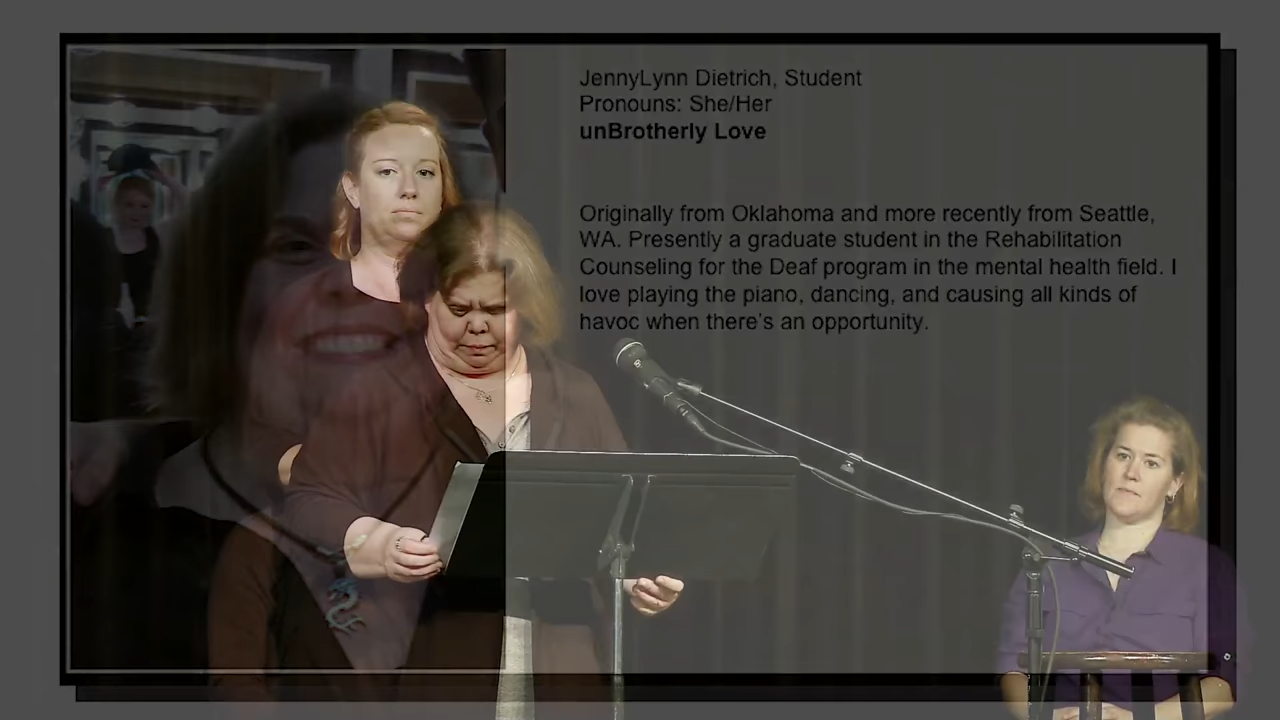 JennyLynn Dietrich, Student
Pronouns: She/Her
unBrotherly Love
Originally from Oklahoma and more recently from Seattle,
WA. Presently a graduate student in the Rehabilitation
Counseling for the Deaf program in the mental health field. I
love playing the piano, dancing, and causing all kinds of
havoc when there's an opportunity.